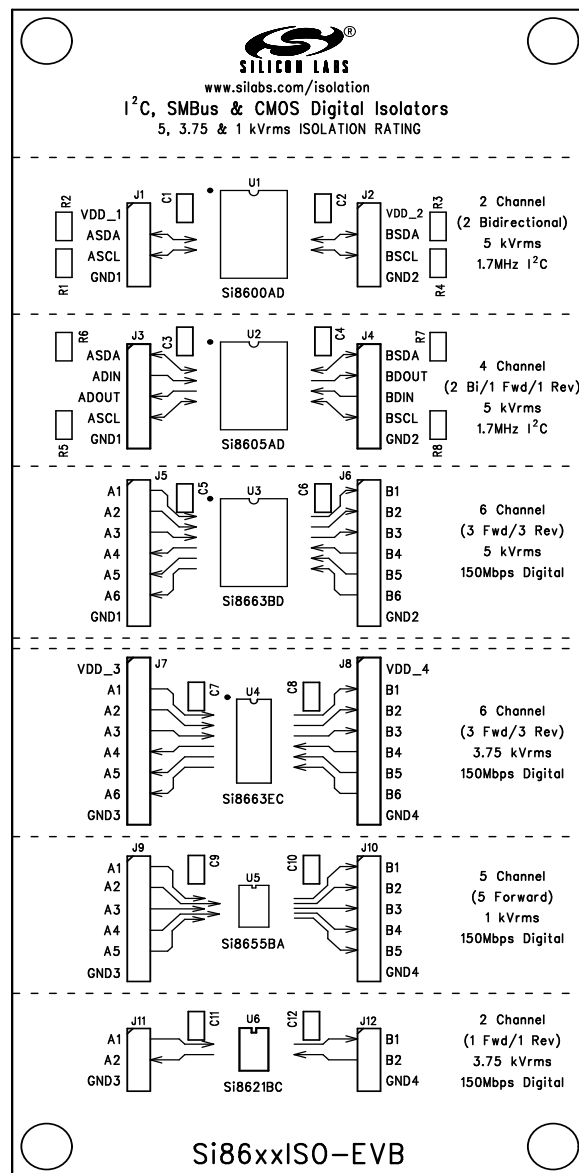 ®
SILICON LABS
www.silabs.com/isolation
I²C, SMBus & CMOS Digital Isolators
5, 3.75 & 1 kVrms ISOLATION RATING
R2
R1
J1
VDD_1
ASDA
ASCL
GND1
C1
U1
Si8600AD
C2
J2
VDD_2
BSDA
BSCL
GND2
R3
R4
2 Channel
(2 Bidirectional)
5 kVrms
1.7MHz I²C
R6
R5
J3
ASDA
ADIN
ADOUT
ASCL
GND1
C3
U2
Si8605AD
C4
J4
BSDA
BDOUT
BDIN
BSCL
GND2
R7
R8
4 Channel
(2 Bi/1 Fwd/1 Rev)
5 kVrms
1.7MHz I²C
J5
A1
A2
A3
A4
A5
A6
GND1
C5
U3
Si8663BD
C6
J6
B1
B2
B3
B4
B5
B6
GND2
6 Channel
(3 Fwd/3 Rev)
5 kVrms
150Mbps Digital
J7
VDD_3
A1
A2
A3
A4
A5
A6
GND3
C7
U4
Si8663EC
C8
J8
VDD_4
B1
B2
B3
B4
B5
B6
GND4
6 Channel
(3 Fwd/3 Rev)
3.75 kVrms
150Mbps Digital
J9
A1
A2
A3
A4
A5
GND3
C9
U5
Si8655BA
C10
J10
B1
B2
B3
B4
B5
GND4
5 Channel
(5 Forward)
1 kVrms
150Mbps Digital
J11
A1
A2
GND3
C11
U6
Si8621BC
C12
J12
B1
B2
GND4
2 Channel
(1 Fwd/1 Rev)
3.75 kVrms
150Mbps Digital
Si86xxISO-EVB